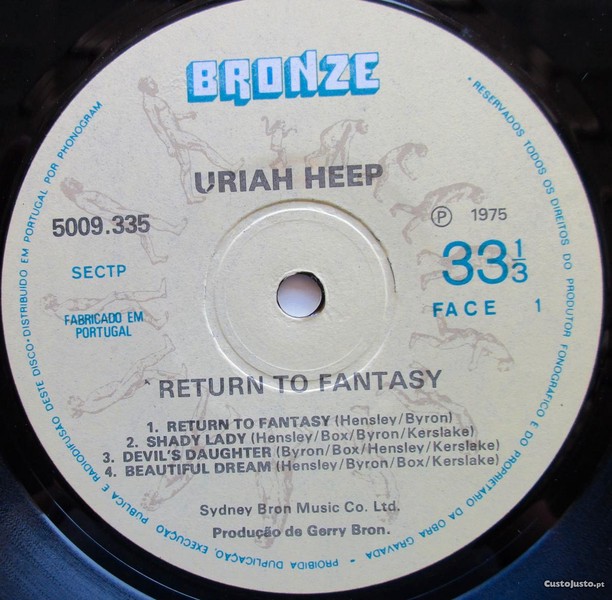 BRONZE
URIAH HEEP
5009.335
SECTP
FABRICADO EM
PORTUGAL
Ⓟ 1975
33 1/3
FACE 1
RETURN TO FANTASY
1. RETURN TO FANTASY (Hensley/Byron)
2. SHADY LADY (Hensley/Box/Byron/Kerslake)
3. DEVIL'S DAUGHTER (Byron/Box/Hensley/Kerslake)
4. BEAUTIFUL DREAM (Hensley/Byron/Box/Kerslake)
Sydney Bron Music Co. Ltd.
Produção de Gerry Bron.
• RESERVADOS TODOS OS DIREITOS DO PRODUTOR FONOGRÁFICO E DO PROPRIETÁRIO DA OBRA GRAVADA - PROIBIDA DUPLICAÇÃO, EXECUÇÃO PÚBLICA E RADIODIFUSÃO DESTE DISCO • DISTRIBUIDO EM PORTUGAL POR PHONOGRAM
CustoJusto.pt